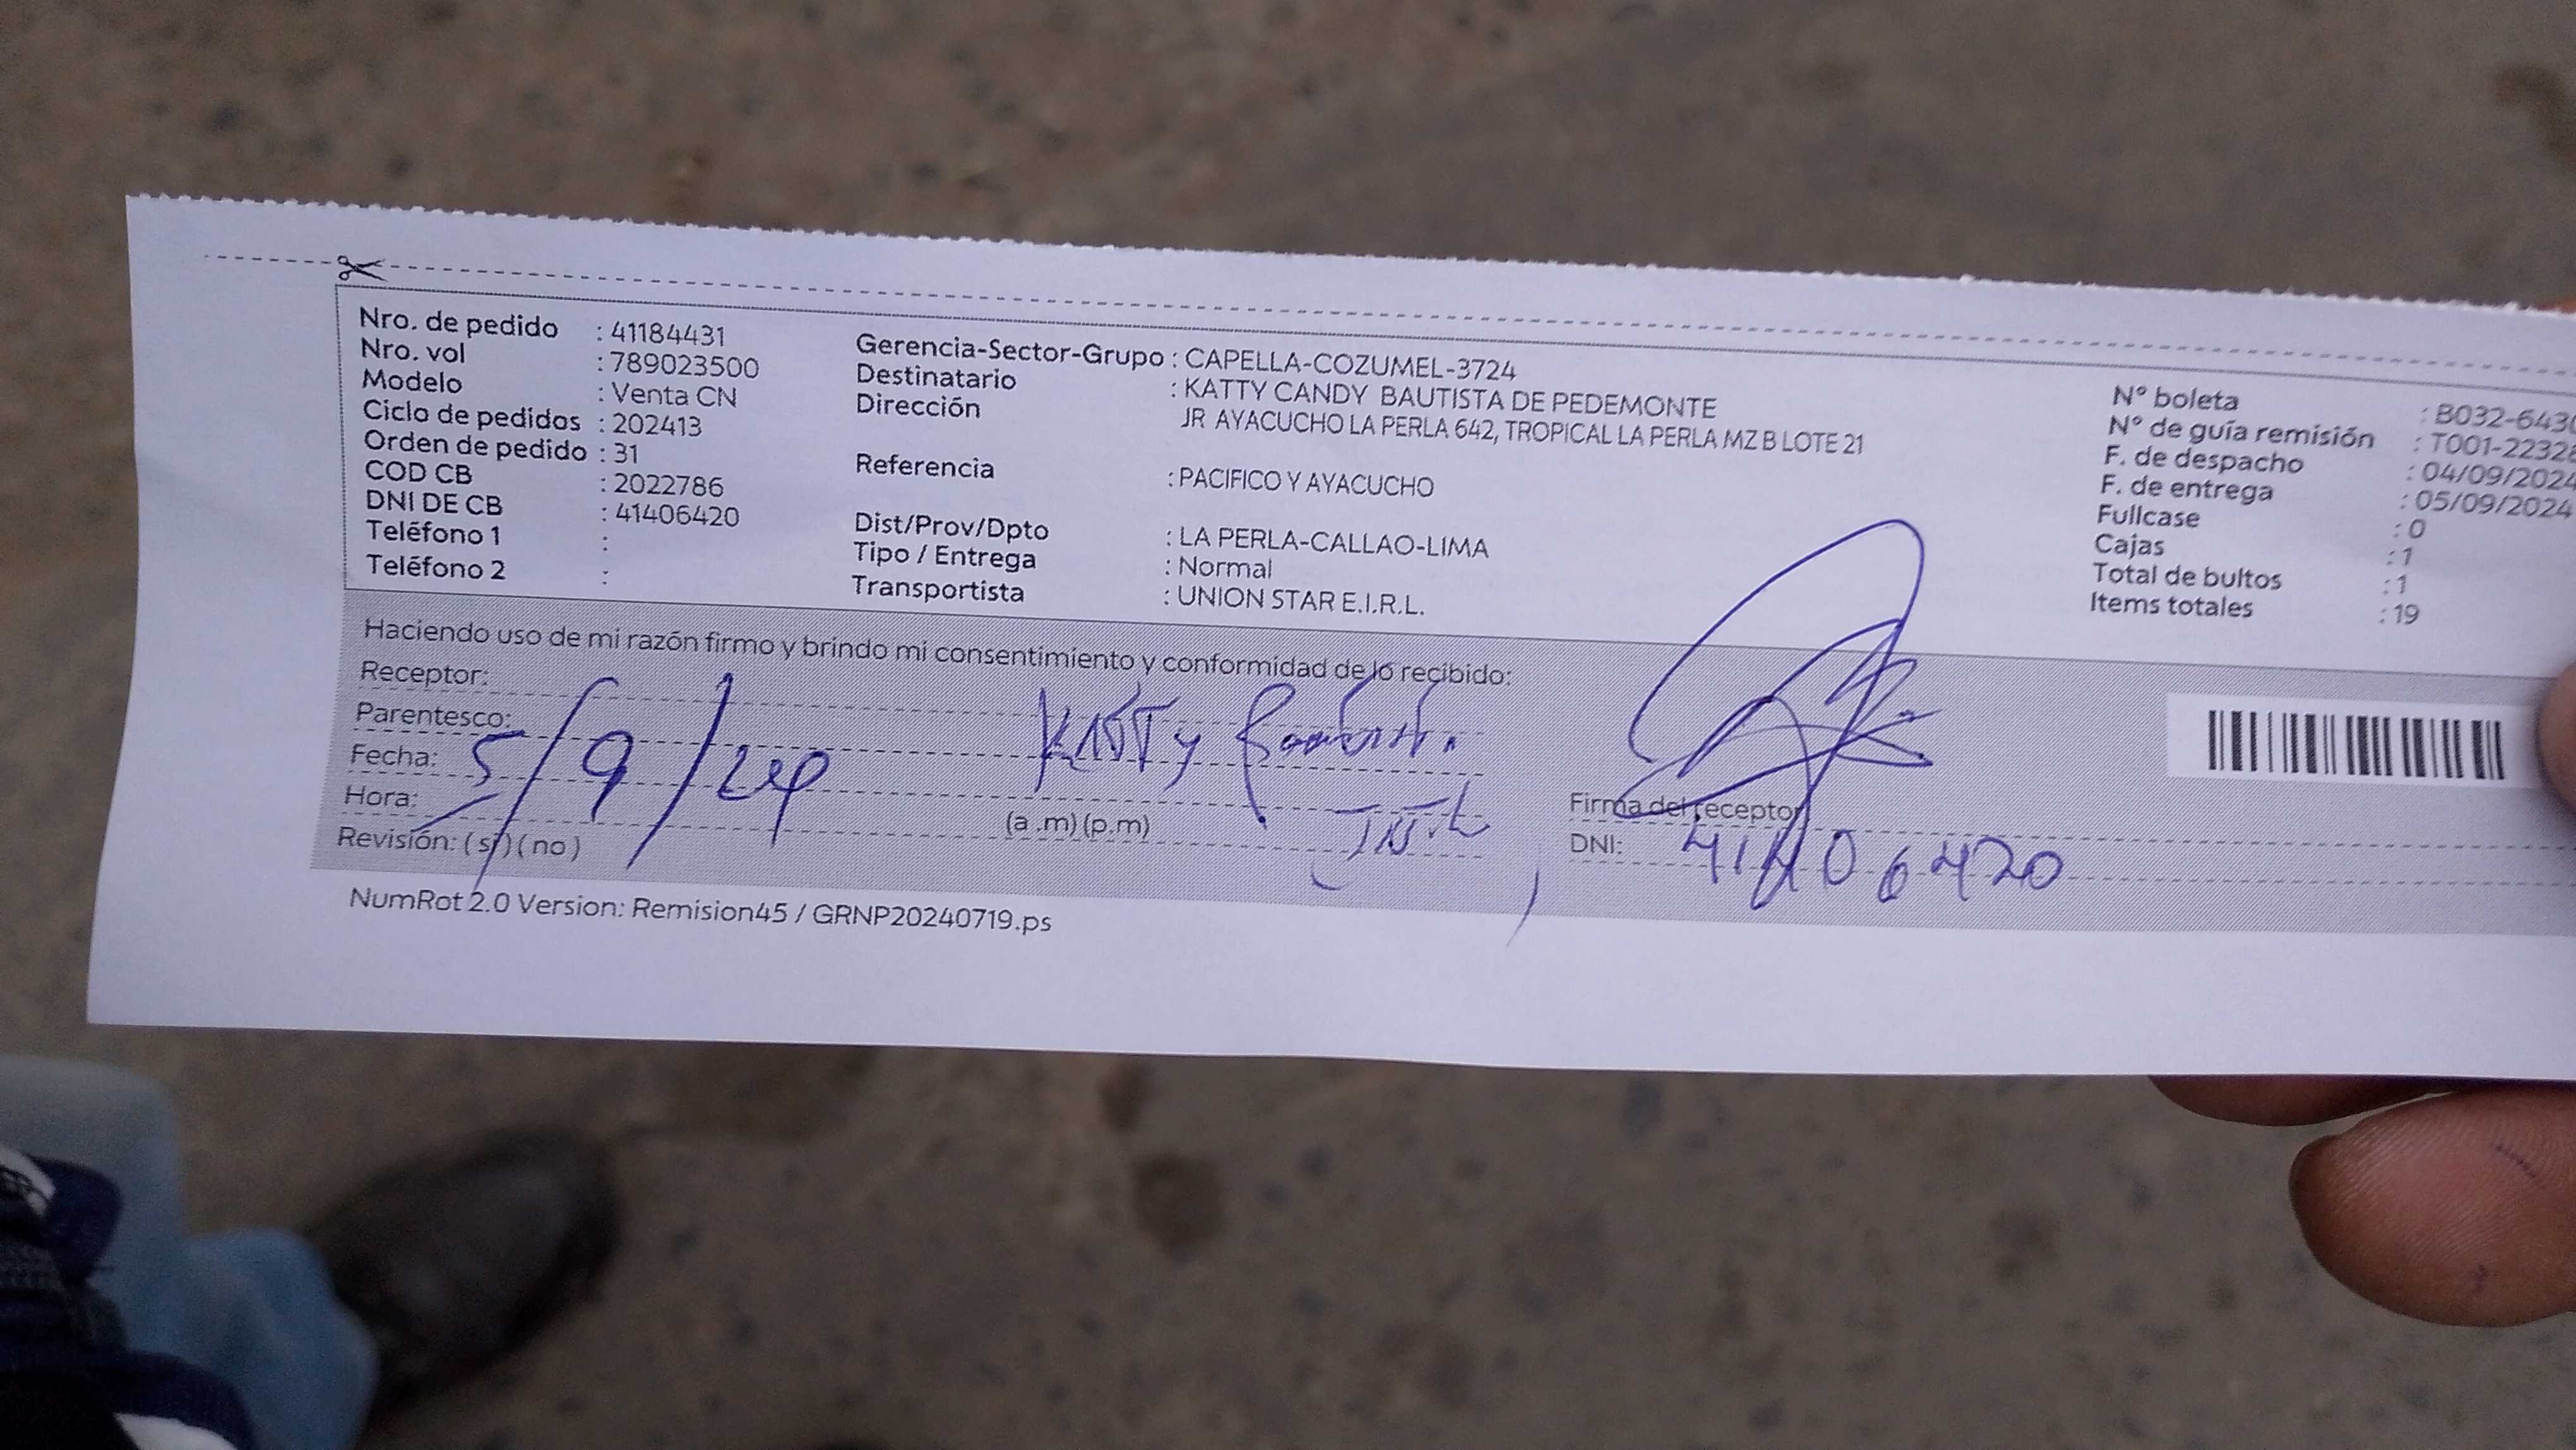 Nro. de pedido : 41184431
Nro. vol : 789023500
Modelo : Venta CN
Ciclo de pedidos : 202413
Orden de pedido : 31
COD CB : 2022786
DNI DE CB : 41406420
Teléfono 1 :
Teléfono 2 :
Gerencia-Sector-Grupo : CAPELLA-COZUMEL-3724
Destinatario : KATTY CANDY BAUTISTA DE PEDEMONTE
Dirección JR AYACUCHO LA PERLA 642, TROPICAL LA PERLA MZ B LOTE 21
Referencia : PACIFICO Y AYACUCHO
Dist/Prov/Dpto : LA PERLA-CALLAO-LIMA
Tipo / Entrega : Normal
Transportista : UNION STAR E.I.R.L.
N° boleta : B032-643
N° de guía remisión : T001-2232
F. de despacho : 04/09/2024
F. de entrega : 05/09/2024
Fullcase : 0
Cajas : 1
Total de bultos : 1
Items totales : 19
Haciendo uso de mi razón firmo y brindo mi consentimiento y conformidad de lo recibido:
Receptor:
Parentesco:
Fecha: 5/9/24
Katty Bautista
Hora: (a .m) (p.m)
Revisión: (si) (no)
Firma del receptor
DNI: 41406420
NumRot 2.0 Version: Remision45 / GRNP20240719.ps